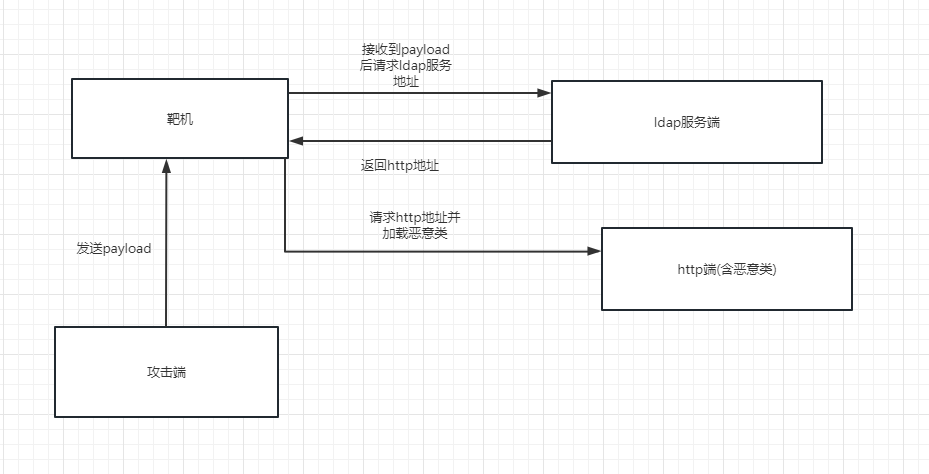 接收到payload
后请求ldap服务
地址
靶机
ldap服务端
返回http地址
请求http地址并
加载恶意类
发送payload
http端(含恶意类)
攻击端